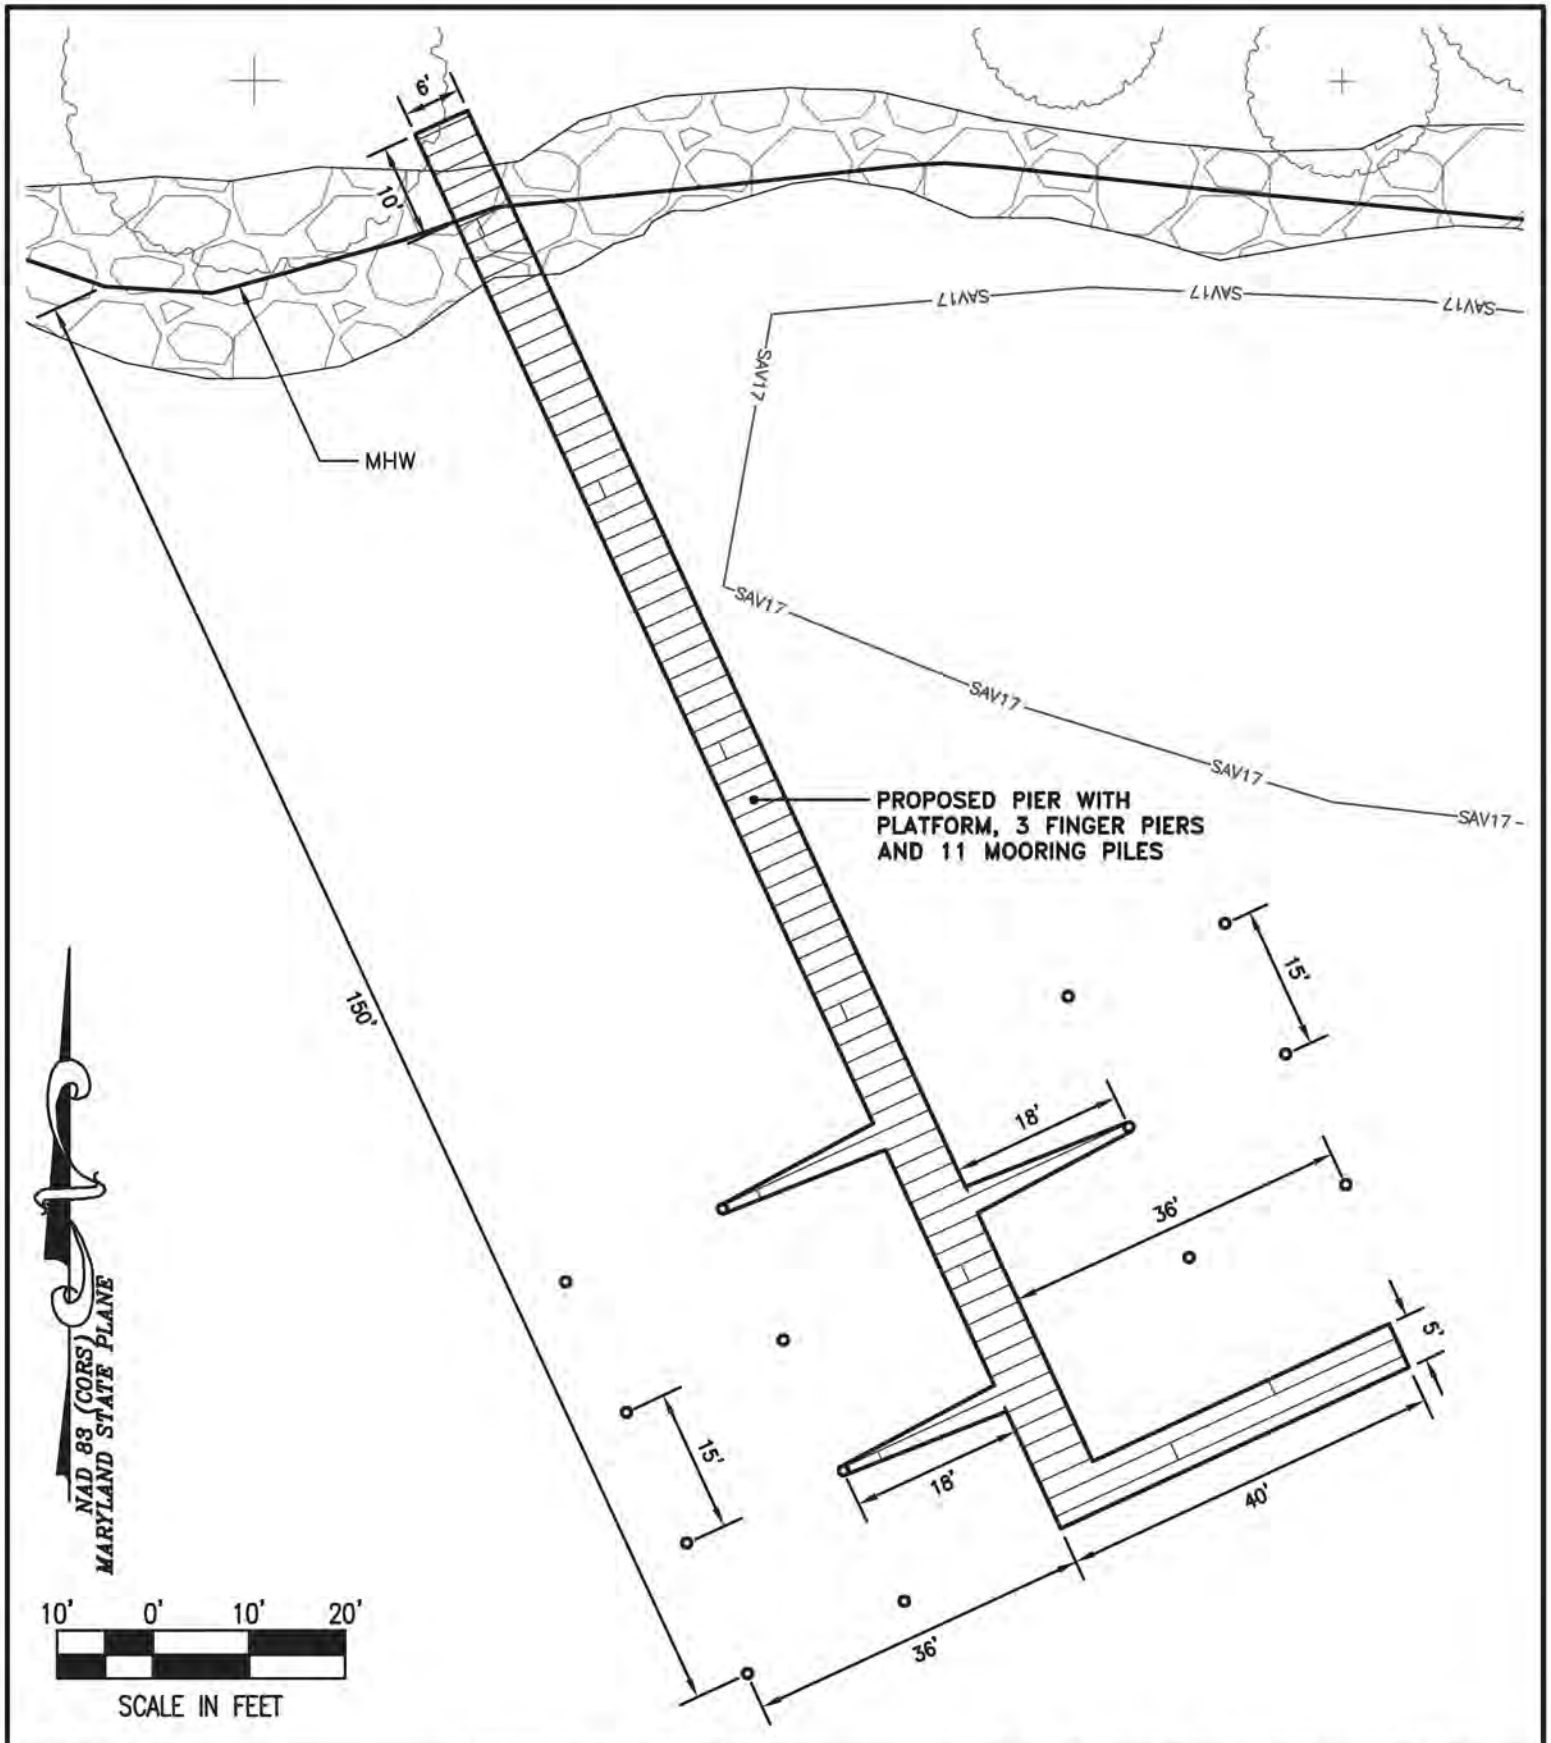 6'
10'
SAV17
SAV17
SAV17
SAV17
MHW
SAV17
SAV17
SAV17
SAV17
PROPOSED PIER WITH
PLATFORM, 3 FINGER PIERS
AND 11 MOORING PILES
15'
150'
18'
36'
5'
NAD 83 (CORS)
MARYLAND STATE PLANE
15'
18'
40'
36'
10' 0' 10' 20'
SCALE IN FEET